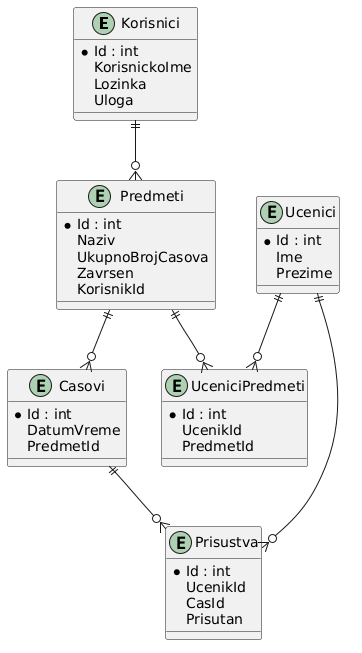 E Korisnici
Id : int
KorisnickoIme
Lozinka
Uloga
E Predmeti
Id : int
Naziv
UkupnoBrojCasova
Zavrsen
KorisnikId
E Ucenici
Id : int
Ime
Prezime
E Casovi
Id : int
DatumVreme
PredmetId
E UceniciPredmeti
Id : int
UcenikId
PredmetId
E Prisustva
Id : int
UcenikId
CasId
Prisutan